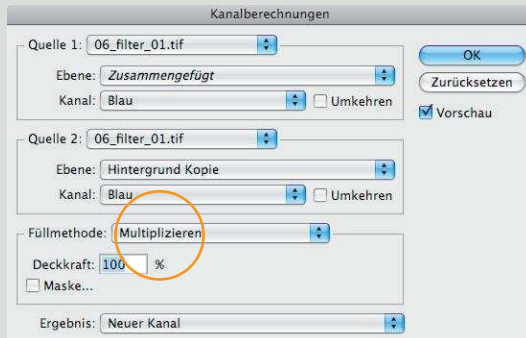 Kanalberechnungen
Quelle 1: 06_filter_01.tif
Ebene: Zusammengefügt
Kanal: Blau Umkehren
Quelle 2: 06_filter_01.tif
Ebene: Hintergrund Kopie
Kanal: Blau Umkehren
Füllmethode: Multiplizieren
Deckkraft: 100 %
Maske...
Ergebnis: Neuer Kanal
OK
Zurücksetzen
Vorschau